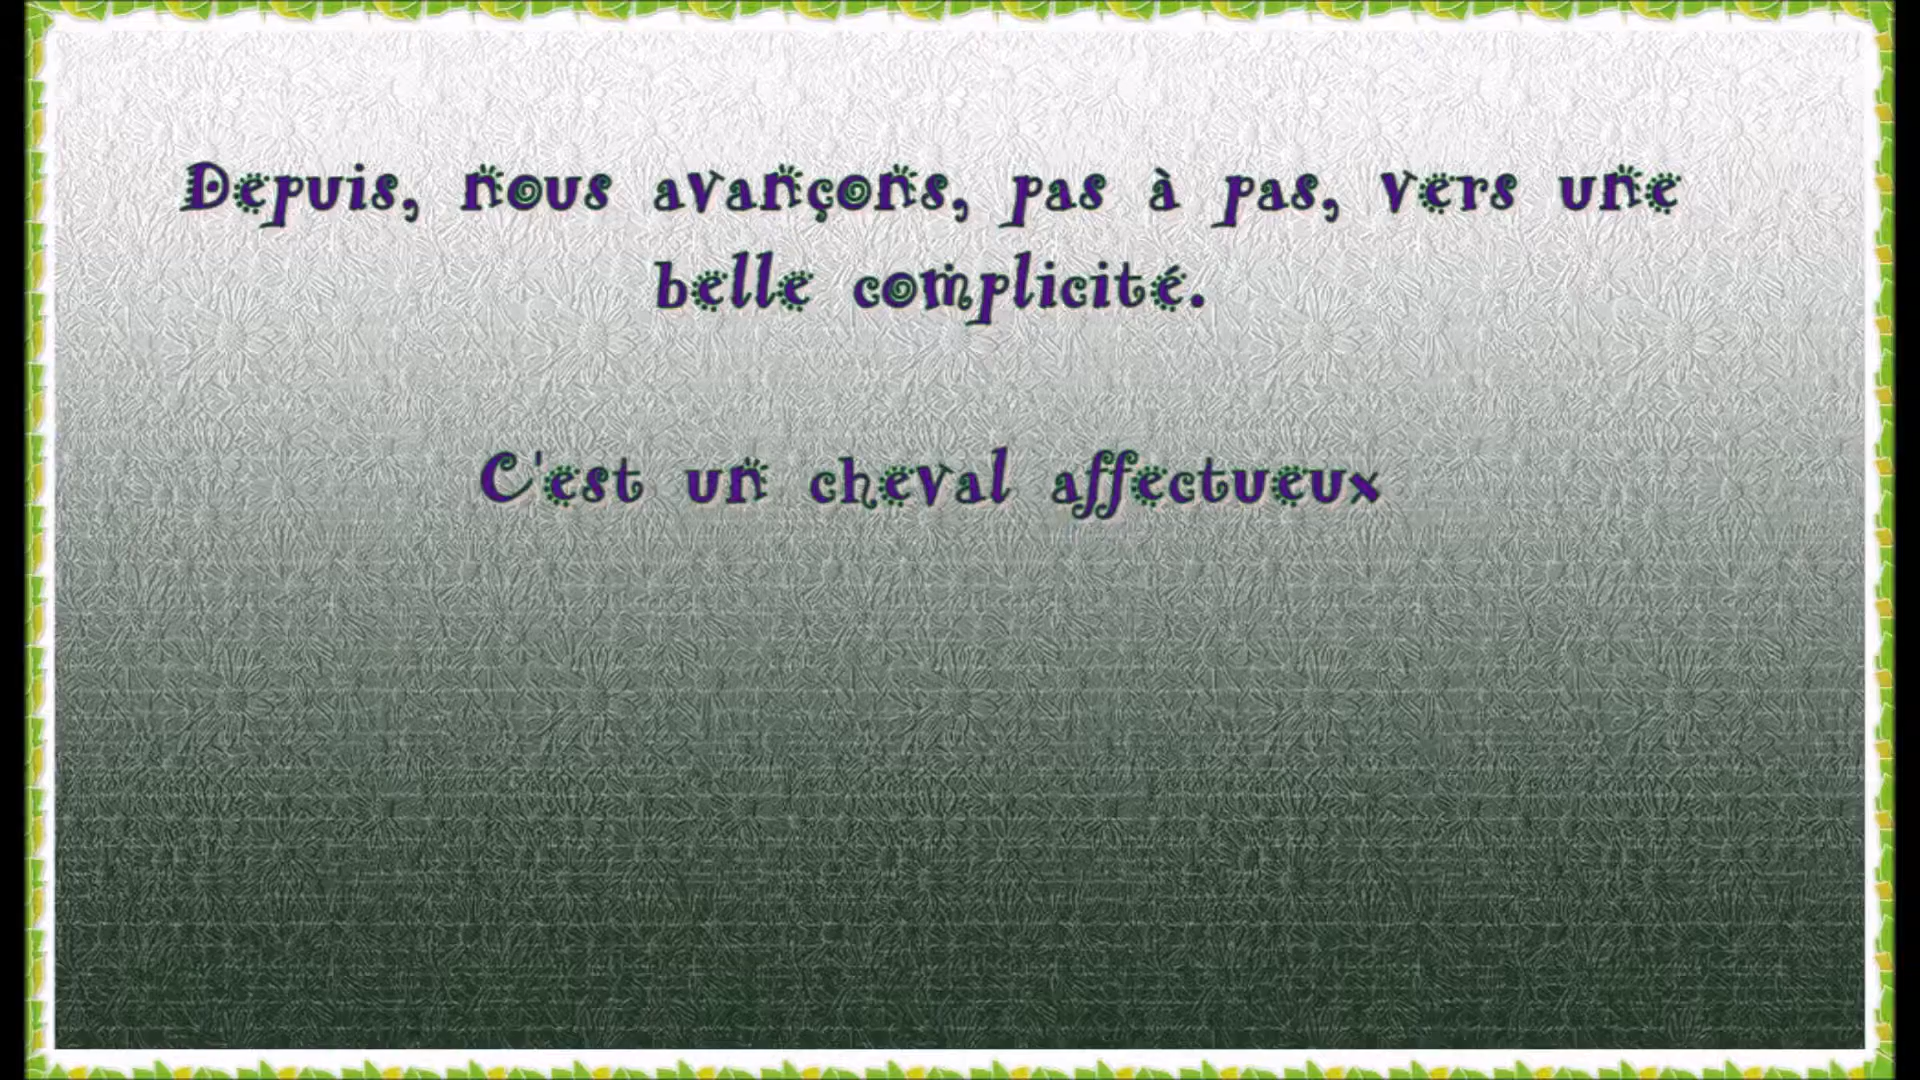 Depuis, nous avançons, pas à pas, vers une
belle complicité.
C'est un cheval affectueux